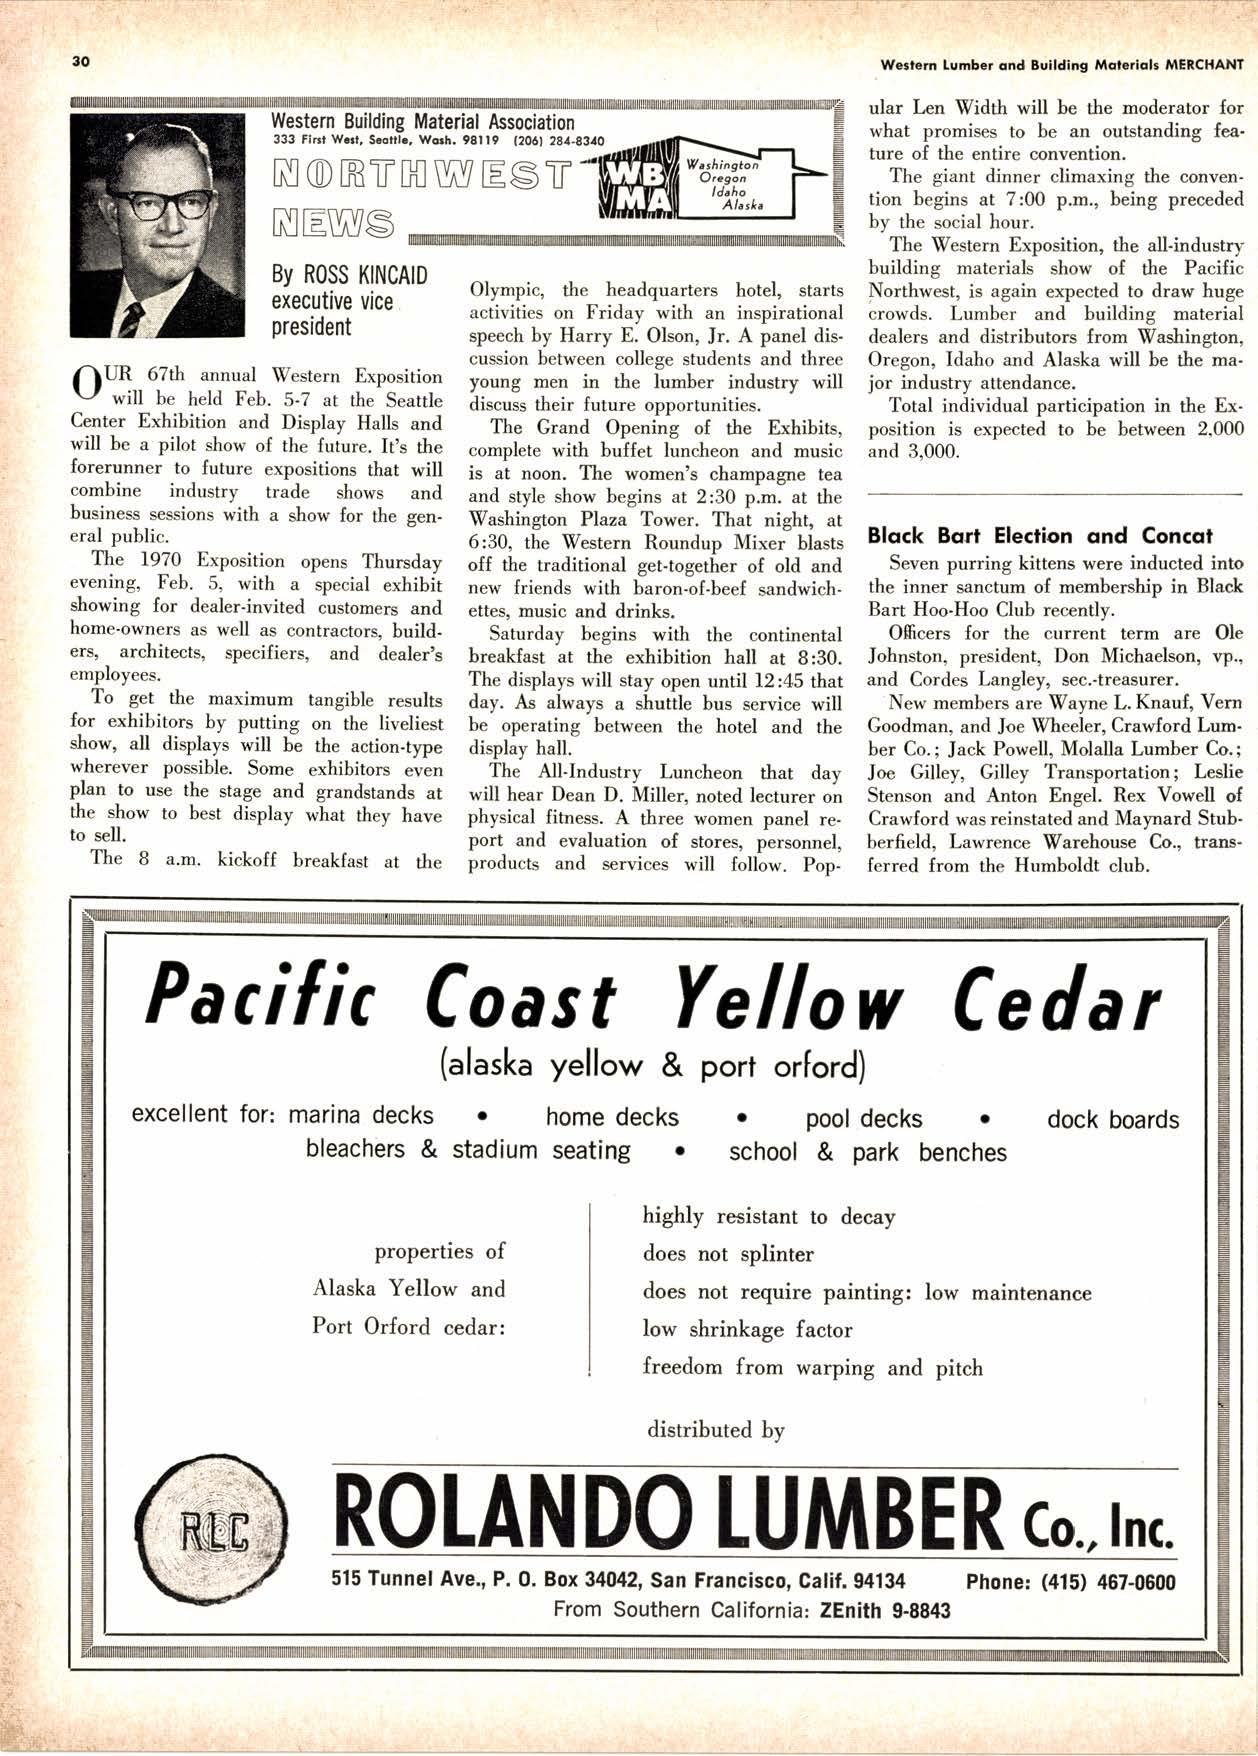 30
Western Lumber and Building Materials MERCHANT
Western Building Material Association
333 First West, Seattle, Wash. 98119 (206) 284-8340
NORTHWEST
NEWS
WB
MA
Washington
Oregon
Idaho
Alaska
By ROSS KINCAID
executive vice
president
OUR 67th annual Western Exposition
will be held Feb. 5-7 at the Seattle
Center Exhibition and Display Halls and
will be a pilot show of the future. It's the
forerunner to future expositions that will
combine industry trade shows and
business sessions with a show for the gen-
eral public.
The 1970 Exposition opens Thursday
evening, Feb. 5, with a special exhibit
showing for dealer-invited customers and
home-owners as well as contractors, build-
ers, architects, specifiers, and dealer's
employees.
To get the maximum tangible results
for exhibitors by putting on the liveliest
show, all displays will be the action-type
wherever possible. Some exhibitors even
plan to use the stage and grandstands at
the show to best display what they have
to sell.
The 8 a.m. kickoff breakfast at the
Olympic, the headquarters hotel, starts
activities on Friday with an inspirational
speech by Harry E. Olson, Jr. A panel dis-
cussion between college students and three
young men in the lumber industry will
discuss their future opportunities.
The Grand Opening of the Exhibits,
complete with buffet luncheon and music
is at noon. The women's champagne tea
and style show begins at 2:30 p.m. at the
Washington Plaza Tower. That night, at
6:30, the Western Roundup Mixer blasts
off the traditional get-together of old and
new friends with baron-of-beef sandwich-
ettes, music and drinks.
Saturday begins with the continental
breakfast at the exhibition hall at 8:30.
The displays will stay open until 12:45 that
day. As always a shuttle bus service will
be operating between the hotel and the
display hall.
The All-Industry Luncheon that day
will hear Dean D. Miller, noted lecturer on
physical fitness. A three women panel re-
port and evaluation of stores, personnel,
products and services will follow. Pop-
ular Len Width will be the moderator for
what promises to be an outstanding fea-
ture of the entire convention.
The giant dinner climaxing the conven-
tion begins at 7:00 p.m., being preceded
by the social hour.
The Western Exposition, the all-industry
building materials show of the Pacific
Northwest, is again expected to draw huge
crowds. Lumber and building material
dealers and distributors from Washington,
Oregon, Idaho and Alaska will be the ma-
jor industry attendance.
Total individual participation in the Ex-
position is expected to be between 2,000
and 3,000.
Black Bart Election and Concat
Seven purring kittens were inducted into
the inner sanctum of membership in Black
Bart Hoo-Hoo Club recently.
Officers for the current term are Ole
Johnston, president, Don Michaelson, vp.,
and Cordes Langley, sec.-treasurer.
New members are Wayne L. Knauf, Vern
Goodman, and Joe Wheeler, Crawford Lum-
ber Co.; Jack Powell, Molalla Lumber Co.;
Joe Gilley, Gilley Transportation; Leslie
Stenson and Anton Engel. Rex Vowell of
Crawford was reinstated and Maynard Stub-
berfield, Lawrence Warehouse Co., trans-
ferred from the Humboldt club.
Pacific Coast Yellow Cedar
(alaska yellow & port orford)
excellent for: marina decks • home decks • pool decks • dock boards
bleachers & stadium seating • school & park benches
properties of
Alaska Yellow and
Port Orford cedar:
highly resistant to decay
does not splinter
does not require painting: low maintenance
low shrinkage factor
freedom from warping and pitch
distributed by
RLC
ROLANDO LUMBER Co., Inc.
515 Tunnel Ave., P. O. Box 34042, San Francisco, Calif. 94134 Phone: (415) 467-0600
From Southern California: ZEnith 9-8843